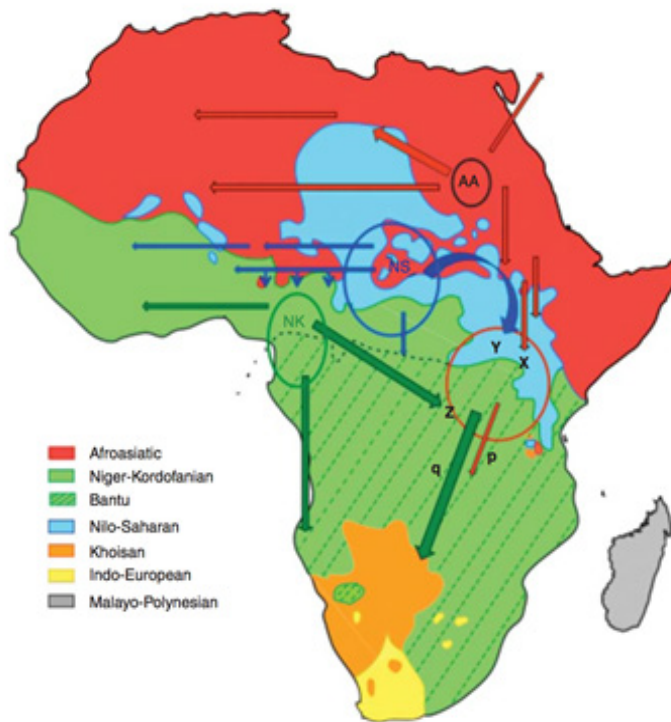 AA
NS
NK
Y
X
Z
q
p
Afroasiatic
Niger-Kordofanian
Bantu
Nilo-Saharan
Khoisan
Indo-European
Malayo-Polynesian